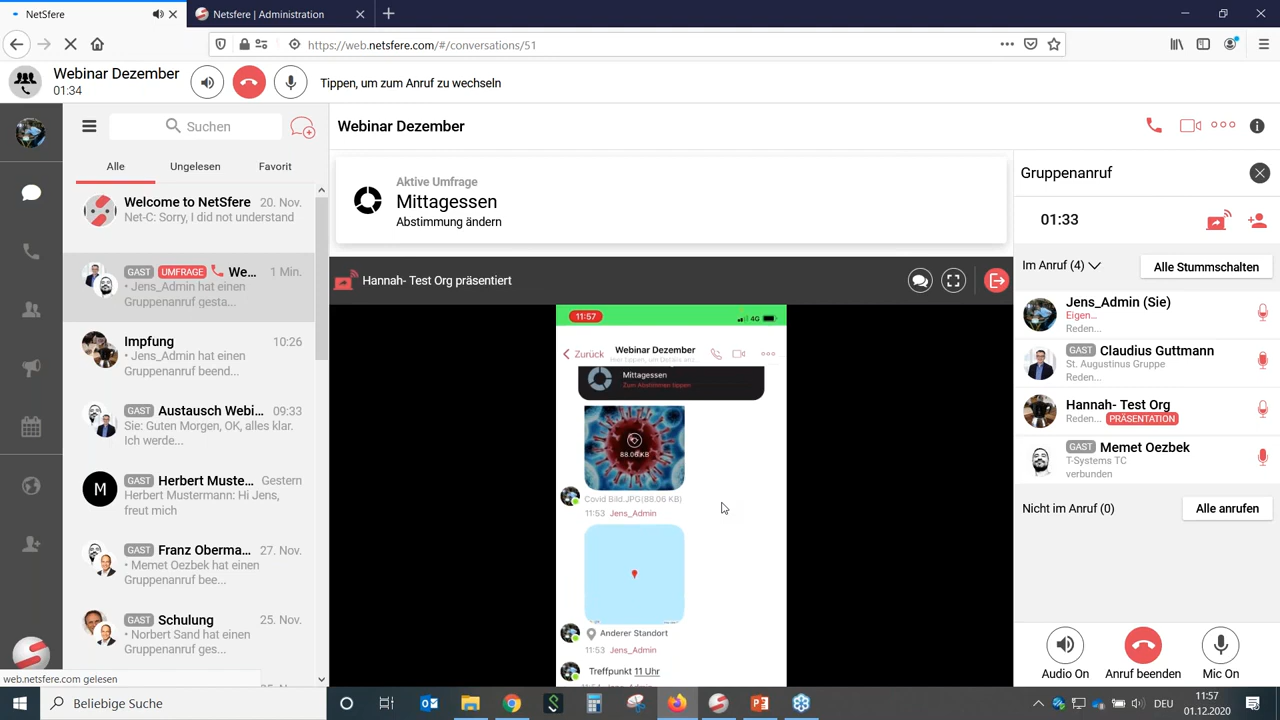 NetSfere
Netsfere | Administration
https://web.netsfere.com/#/conversations/51
Webinar Dezember
01:34
Tippen, um zum Anruf zu wechseln
Suchen
Alle
Ungelesen
Favorit
Welcome to NetSfere
20. Nov.
Net-C: Sorry, I did not understand
GAST UMFRAGE We...
1 Min.
• Jens_Admin hat einen
Gruppenanruf gesta...
Impfung
10:26
• Jens_Admin hat einen
Gruppenanruf beend...
GAST Austausch Webi...
09:33
Sie: Guten Morgen, OK, alles klar.
Ich werde...
M
GAST Herbert Muste...
Gestern
Herbert Mustermann: Hi Jens,
freut mich
GAST Franz Oberma...
27. Nov.
• Memet Oezbek hat einen
Gruppenanruf bee...
GAST Schulung
25. Nov.
• Norbert Sand hat einen
Gruppenanruf ges...
web.netsfere.com gelesen
Webinar Dezember
Aktive Umfrage
Mittagessen
Abstimmung ändern
Hannah- Test Org präsentiert
11:57
4G
Zurück
Webinar Dezember
Mittagessen
Zum Abstimmen tippen
88.06 KB
Covid Bild.JPG(88.06 KB)
11:53 Jens_Admin
Anderer Standort
11:53 Jens_Admin
Treffpunkt 11 Uhr
Gruppenanruf
01:33
Im Anruf (4)
Alle Stummschalten
Jens_Admin (Sie)
Eigen...
Reden...
GAST Claudius Guttmann
St. Augustinus Gruppe
Reden...
Hannah- Test Org
Reden... PRÄSENTATION
GAST Memet Oezbek
T-Systems TC
verbunden
Nicht im Anruf (0)
Alle anrufen
Audio On
Anruf beenden
Mic On
Beliebige Suche
DEU
11:57
01.12.2020